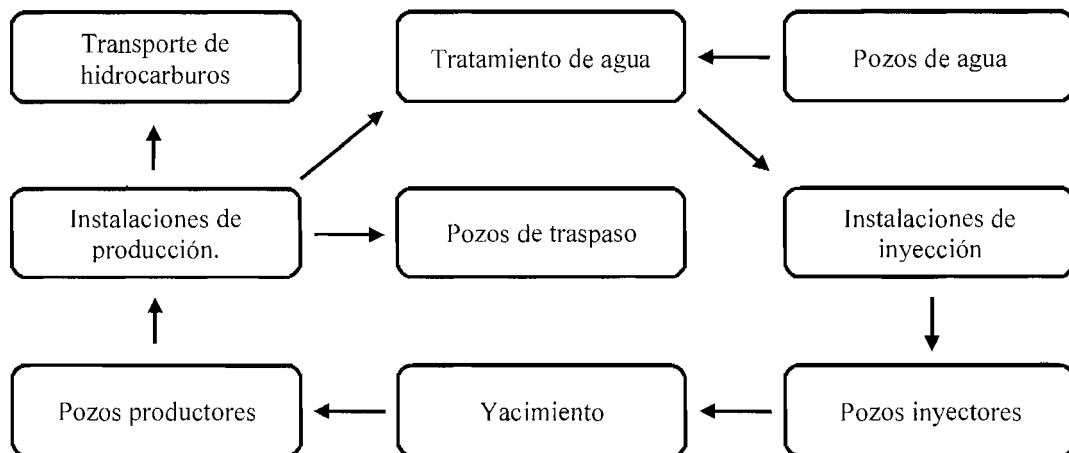 Transporte de
hidrocarburos
Tratamiento de agua
Pozos de agua
Instalaciones de
producción.
Pozos de traspaso
Instalaciones de
inyección
Pozos productores
Yacimiento
Pozos inyectores